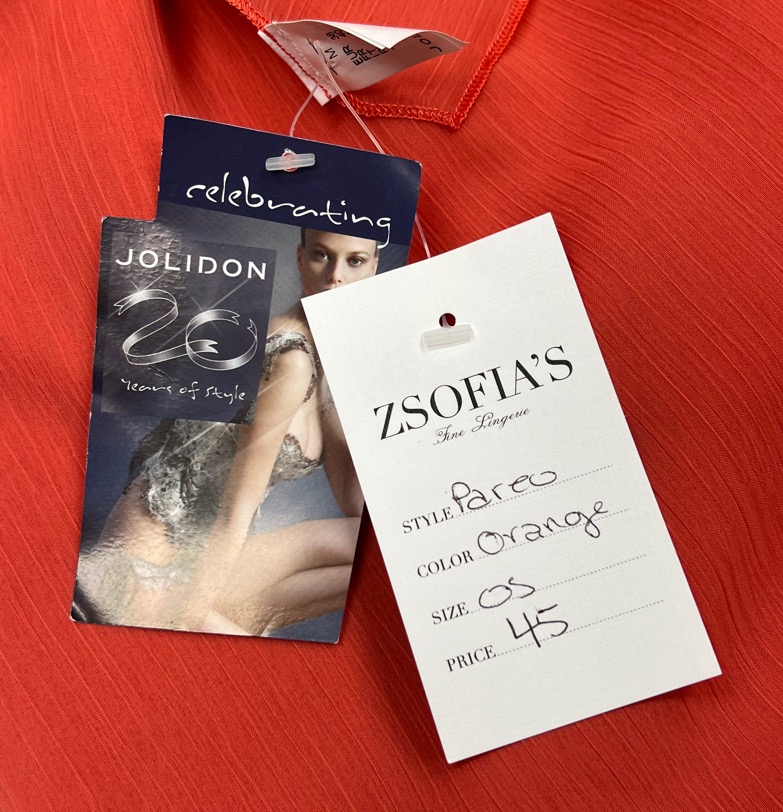 celebrating
JOLIDON
20
Years of Style
ZSOFIA'S
Fine Lingerie
STYLE Pareo
COLOR Orange
SIZE OS
PRICE 45